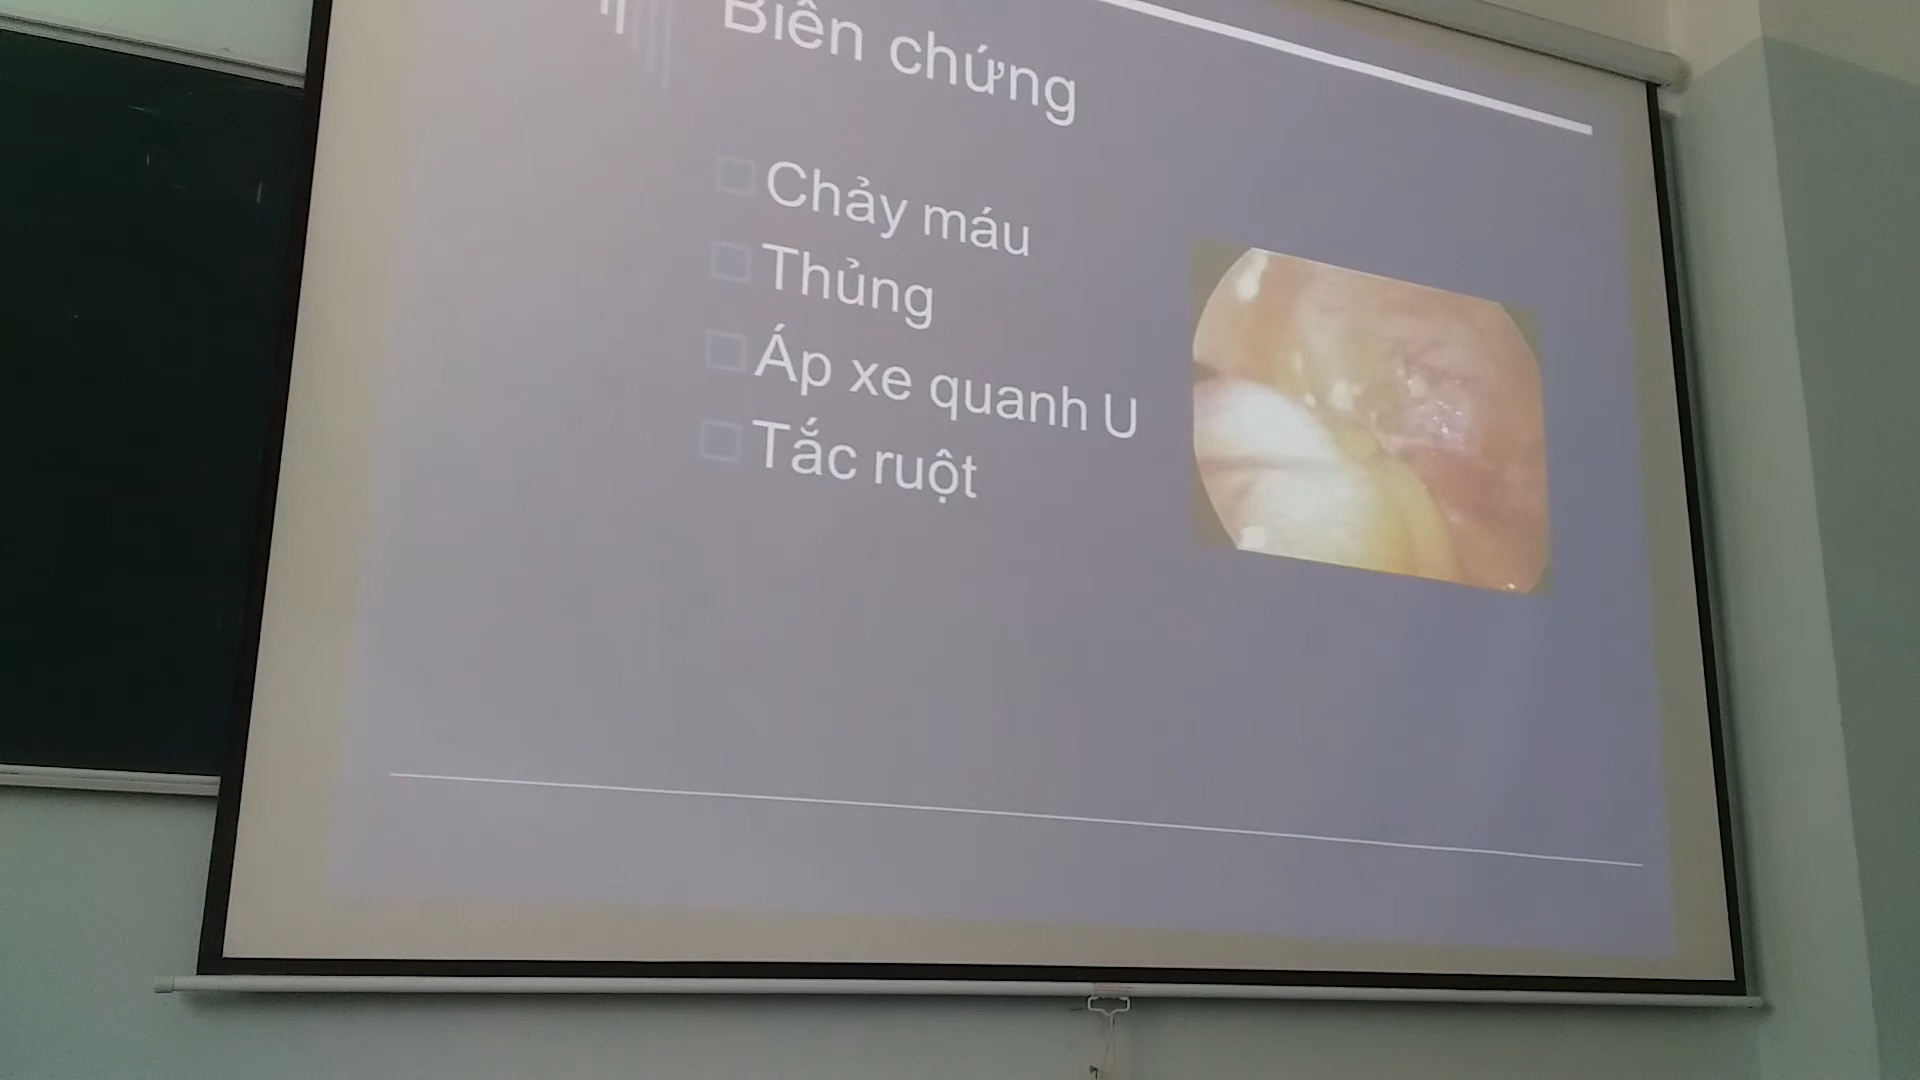 Biến chứng
Chảy máu
Thủng
Áp xe quanh U
Tắc ruột